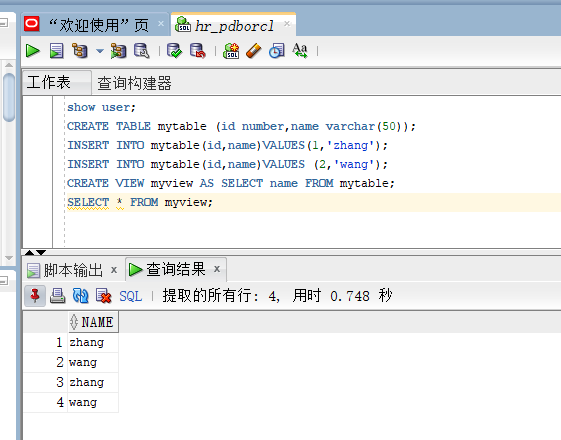 “欢迎使用”页 × hr_pdborcl ×
SQL Aa
工作表 查询构建器
show user;
CREATE TABLE mytable (id number,name varchar(50));
INSERT INTO mytable(id,name)VALUES(1,'zhang');
INSERT INTO mytable(id,name)VALUES (2,'wang');
CREATE VIEW myview AS SELECT name FROM mytable;
SELECT * FROM myview;
脚本输出 × 查询结果 ×
SQL | 提取的所有行: 4, 用时 0.748 秒
NAME
1 zhang
2 wang
3 zhang
4 wang